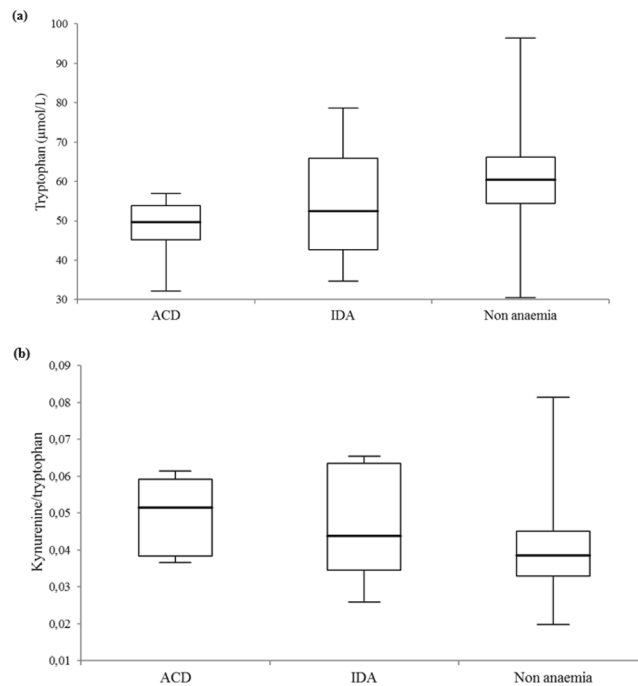 (a)
100
90
80
70
60
50
40
30
Tryptophan (µmol/L)
ACD IDA Non anaemia
(b)
0,09
0,08
0,07
0,06
0,05
0,04
0,03
0,02
0,01
Kynurenine/tryptophan
ACD IDA Non anaemia